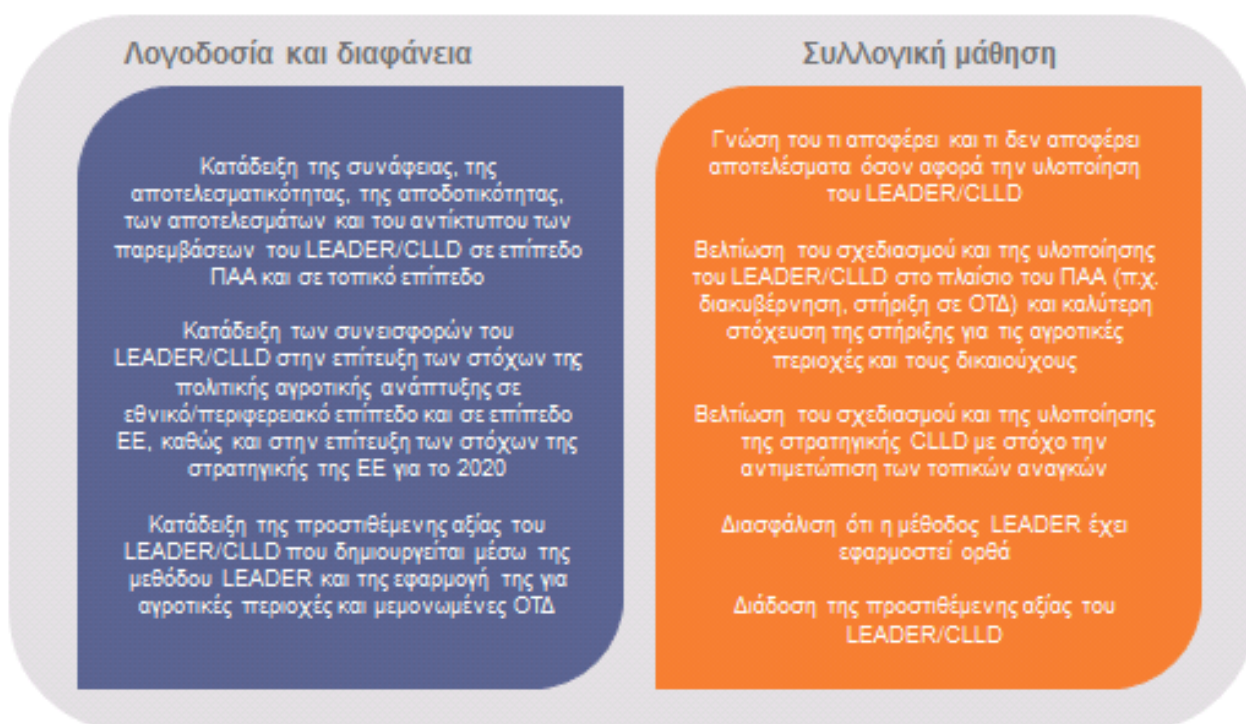 Λογοδοσία και διαφάνεια
Κατάδειξη της συνάφειας, της
αποτελεσματικότητας, της αποδοτικότητας,
των αποτελεσμάτων και του αντίκτυπου των
παρεμβάσεων του LEADER/CLLD σε επίπεδο
ΠΑΑ και σε τοπικό επίπεδο
Κατάδειξη των συνεισφορών του
LEADER/CLLD στην επίτευξη των στόχων της
πολιτικής αγροτικής ανάπτυξης σε
εθνικό/περιφερειακό επίπεδο και σε επίπεδο
ΕΕ, καθώς και στην επίτευξη των στόχων της
στρατηγικής της ΕΕ για το 2020
Κατάδειξη της προστιθέμενης αξίας του
LEADER/CLLD που δημιουργείται μέσω της
μεθόδου LEADER και της εφαρμογή της για
αγροτικές περιοχές και μεμονωμένες ΟΤΔ
Συλλογική μάθηση
Γνώση του τι αποφέρει και τι δεν αποφέρει
αποτελέσματα όσον αφορά την υλοποίηση
του LEADER/CLLD
Βελτίωση του σχεδιασμού και της υλοποίησης
του LEADER/CLLD στο πλαίσιο του ΠΑΑ (π.χ.
διακυβέρνηση, στήριξη σε ΟΤΔ) και καλύτερη
στόχευση της στήριξης για τις αγροτικές
περιοχές και τους δικαιούχους
Βελτίωση του σχεδιασμού και της υλοποίησης
της στρατηγικής CLLD με στόχο την
αντιμετώπιση των τοπικών αναγκών
Διασφάλιση ότι η μέθοδος LEADER έχει
εφαρμοστεί ορθά
Διάδοση της προστιθέμενης αξίας του
LEADER/CLLD